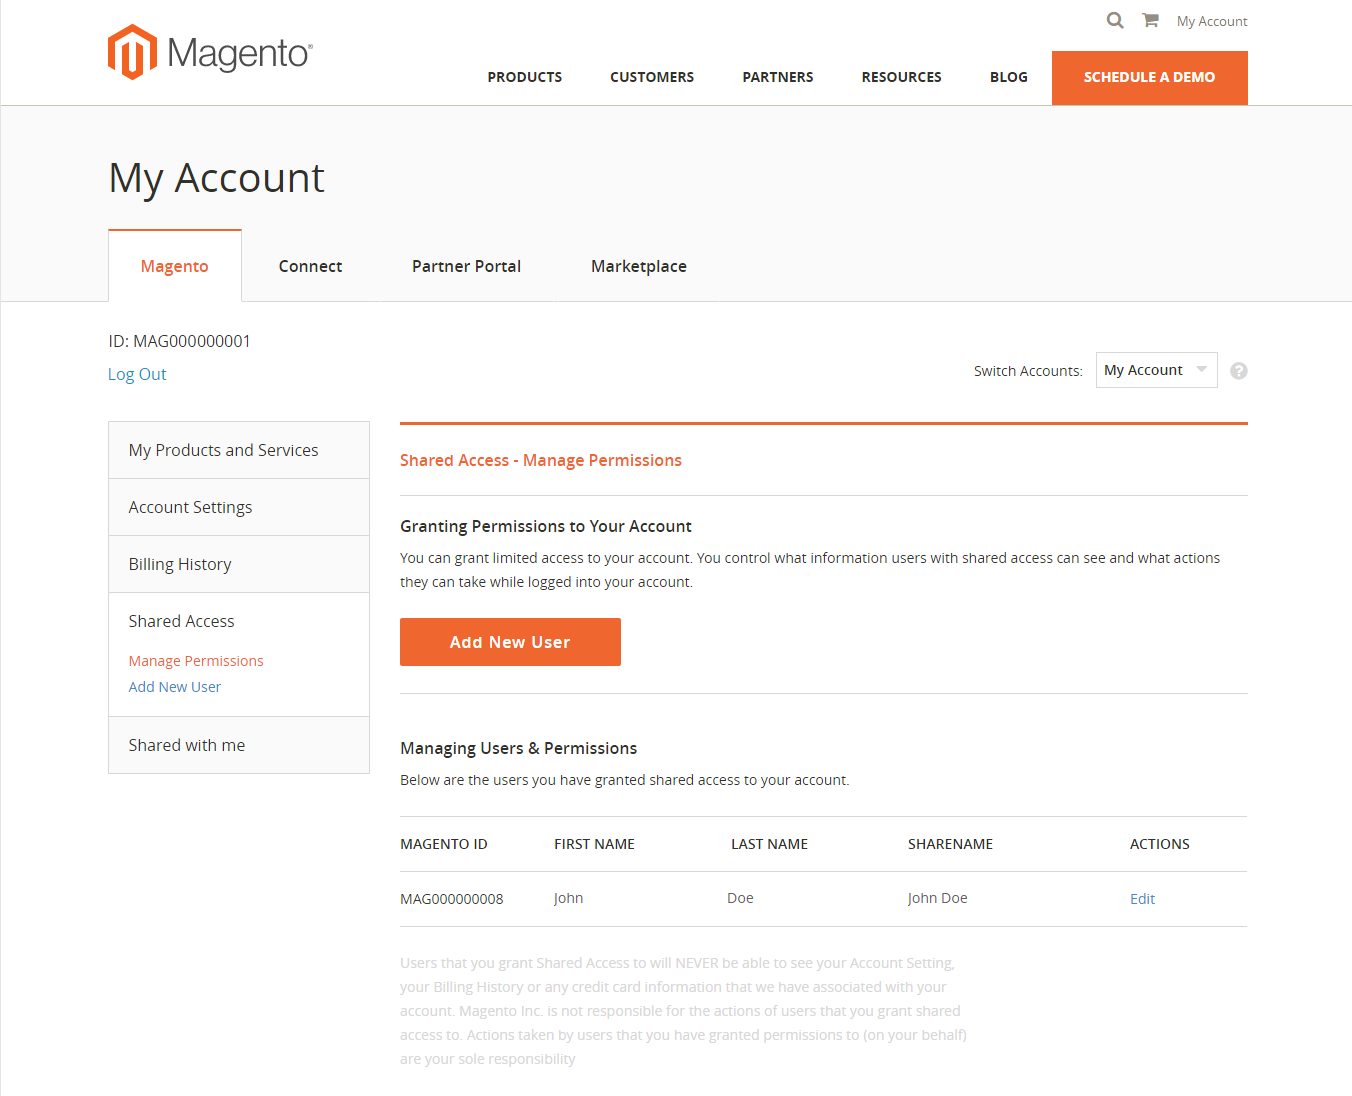 Magento®
My Account
PRODUCTS CUSTOMERS PARTNERS RESOURCES BLOG SCHEDULE A DEMO
My Account
Magento Connect Partner Portal Marketplace
ID: MAG000000001
Log Out
Switch Accounts: My Account ?
My Products and Services
Account Settings
Billing History
Shared Access
Manage Permissions
Add New User
Shared with me
Shared Access - Manage Permissions
Granting Permissions to Your Account
You can grant limited access to your account. You control what information users with shared access can see and what actions
they can take while logged into your account.
Add New User
Managing Users & Permissions
Below are the users you have granted shared access to your account.
MAGENTO ID FIRST NAME LAST NAME SHARENAME ACTIONS
MAG000000008 John Doe John Doe Edit
Users that you grant Shared Access to will NEVER be able to see your Account Setting,
your Billing History or any credit card information that we have associated with your
account. Magento Inc. is not responsible for the actions of users that you grant shared
access to. Actions taken by users that you have granted permissions to (on your behalf)
are your sole responsibility